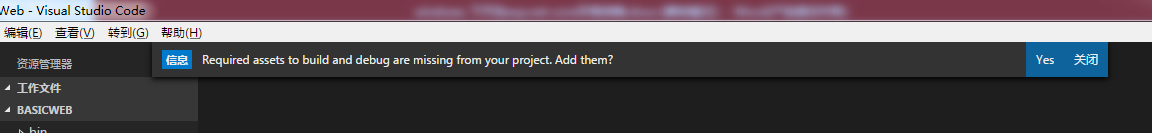 Web - Visual Studio Code
编辑(E) 查看(V) 转到(G) 帮助(H)
信息 Required assets to build and debug are missing from your project. Add them? Yes 关闭
资源管理器
工作文件
BASICWEB
bin